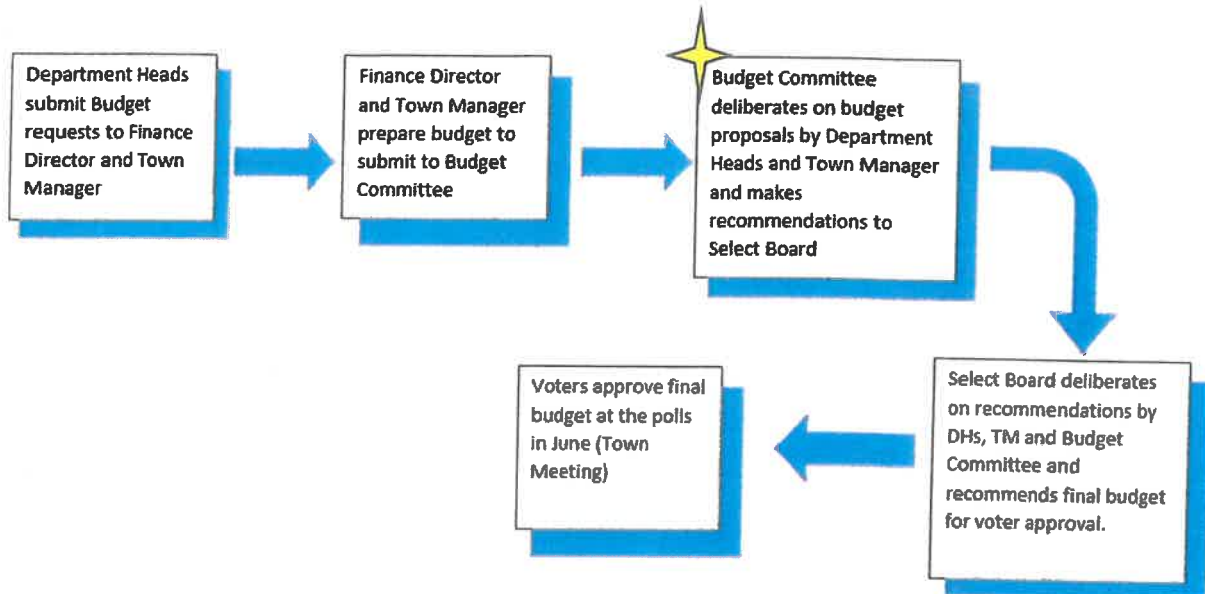 Department Heads
submit Budget
requests to Finance
Director and Town
Manager
Finance Director
and Town Manager
prepare budget to
submit to Budget
Committee
Budget Committee
deliberates on budget
proposals by Department
Heads and Town Manager
and makes
recommendations to
Select Board
Select Board deliberates
on recommendations by
DHs, TM and Budget
Committee and
recommends final budget
for voter approval.
Voters approve final
budget at the polls
in June (Town
Meeting)